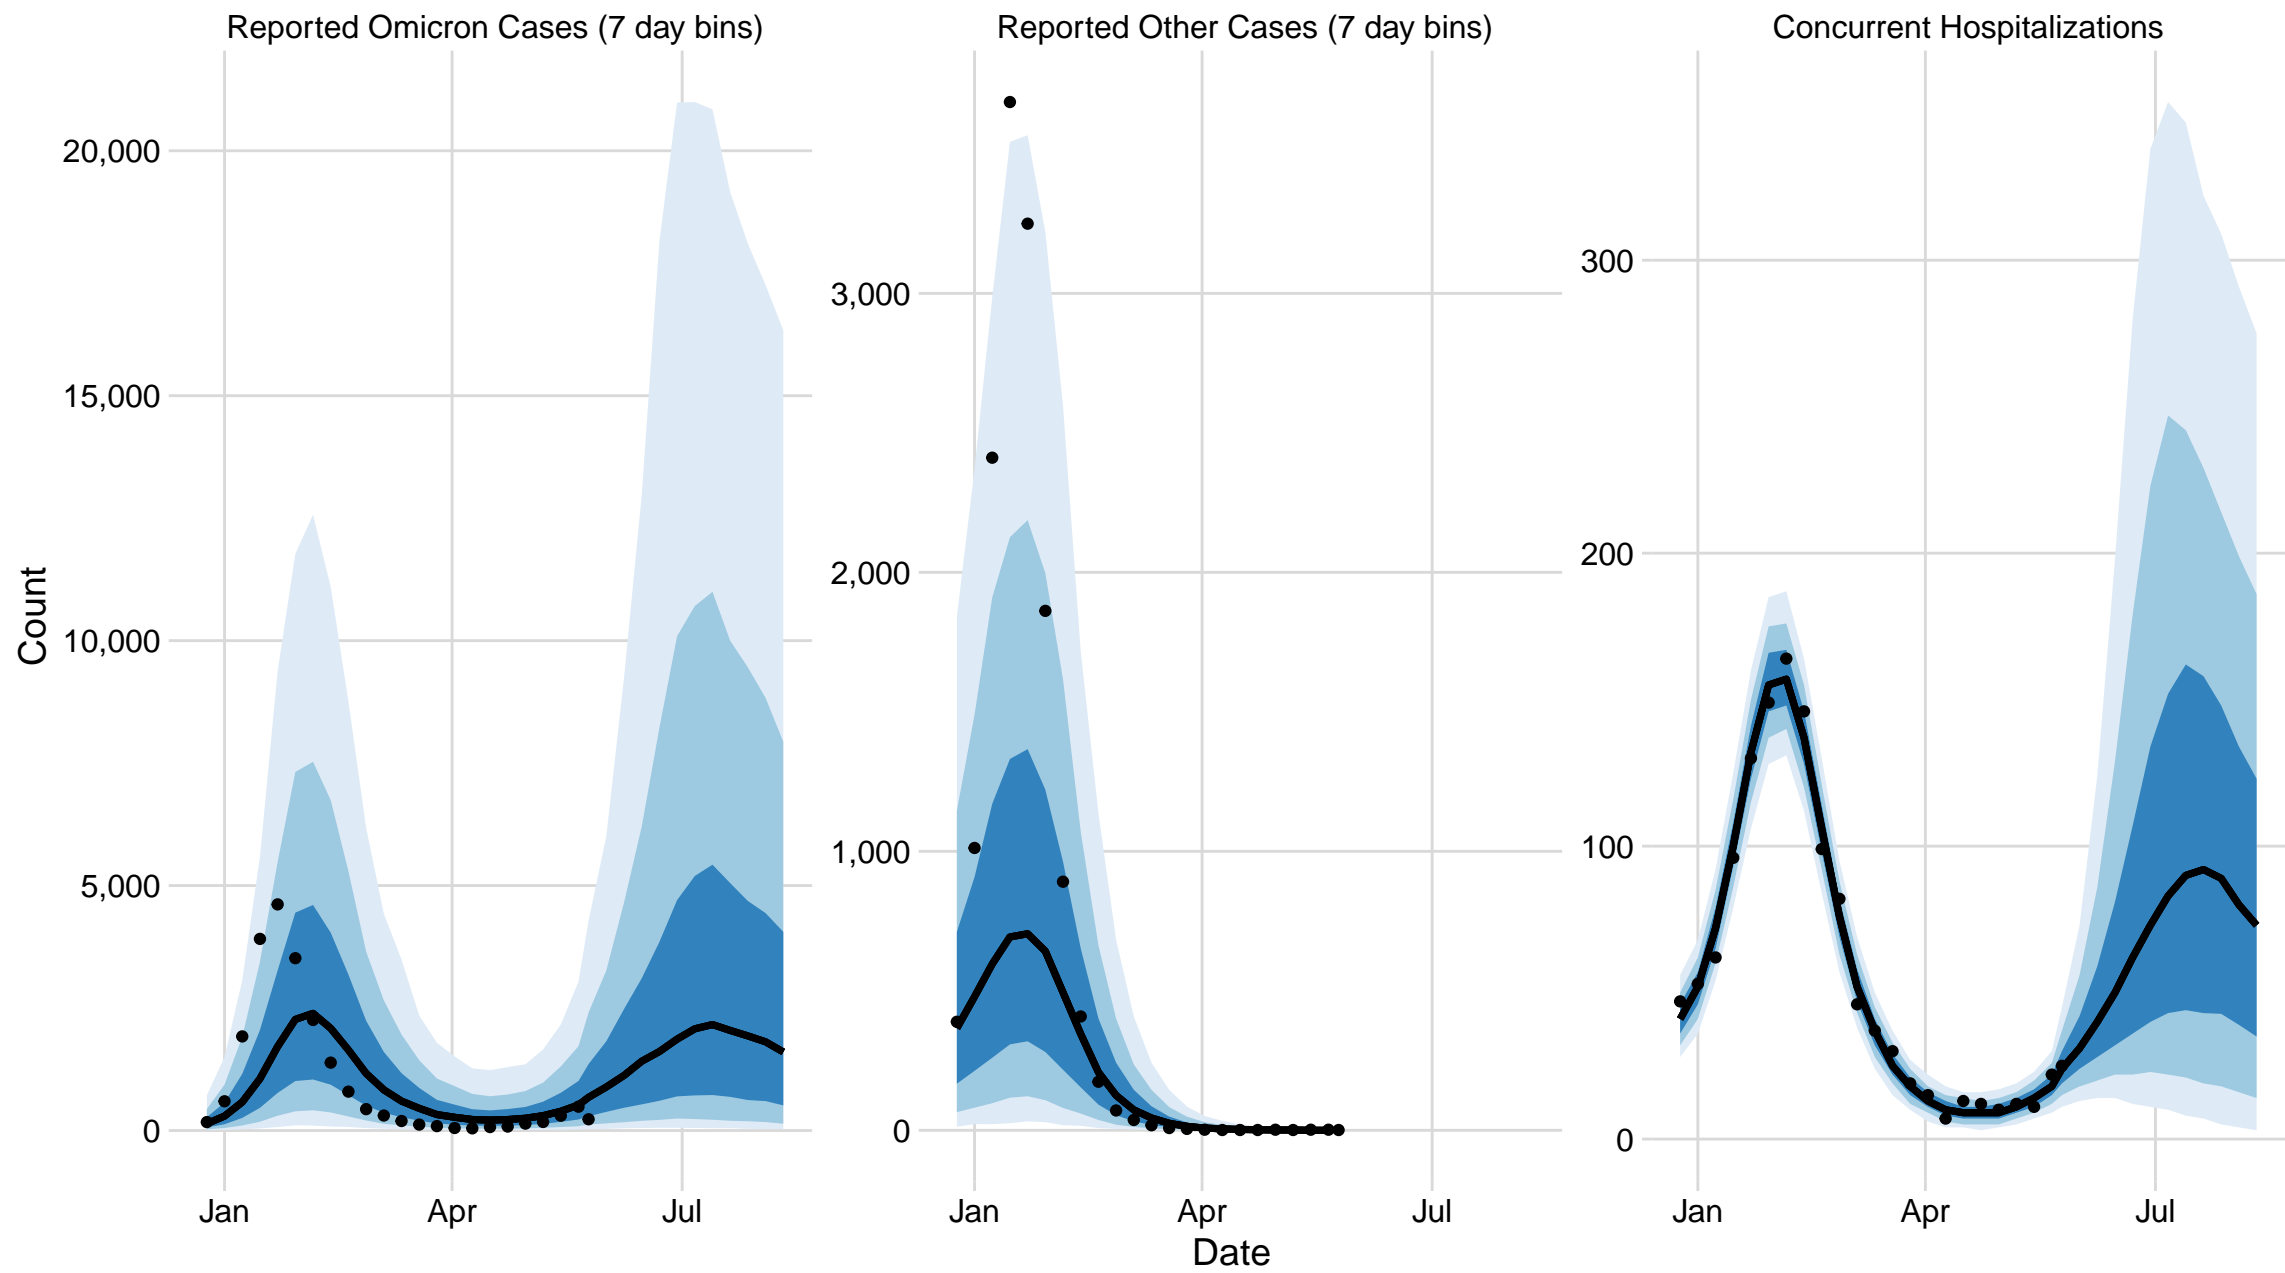 Reported Omicron Cases (7 day bins)
Reported Other Cases (7 day bins)
Concurrent Hospitalizations
Count
20,000
15,000
10,000
5,000
0
3,000
2,000
1,000
0
300
200
100
0
Jan
Apr
Jul
Jan
Apr
Jul
Jan
Apr
Jul
Date